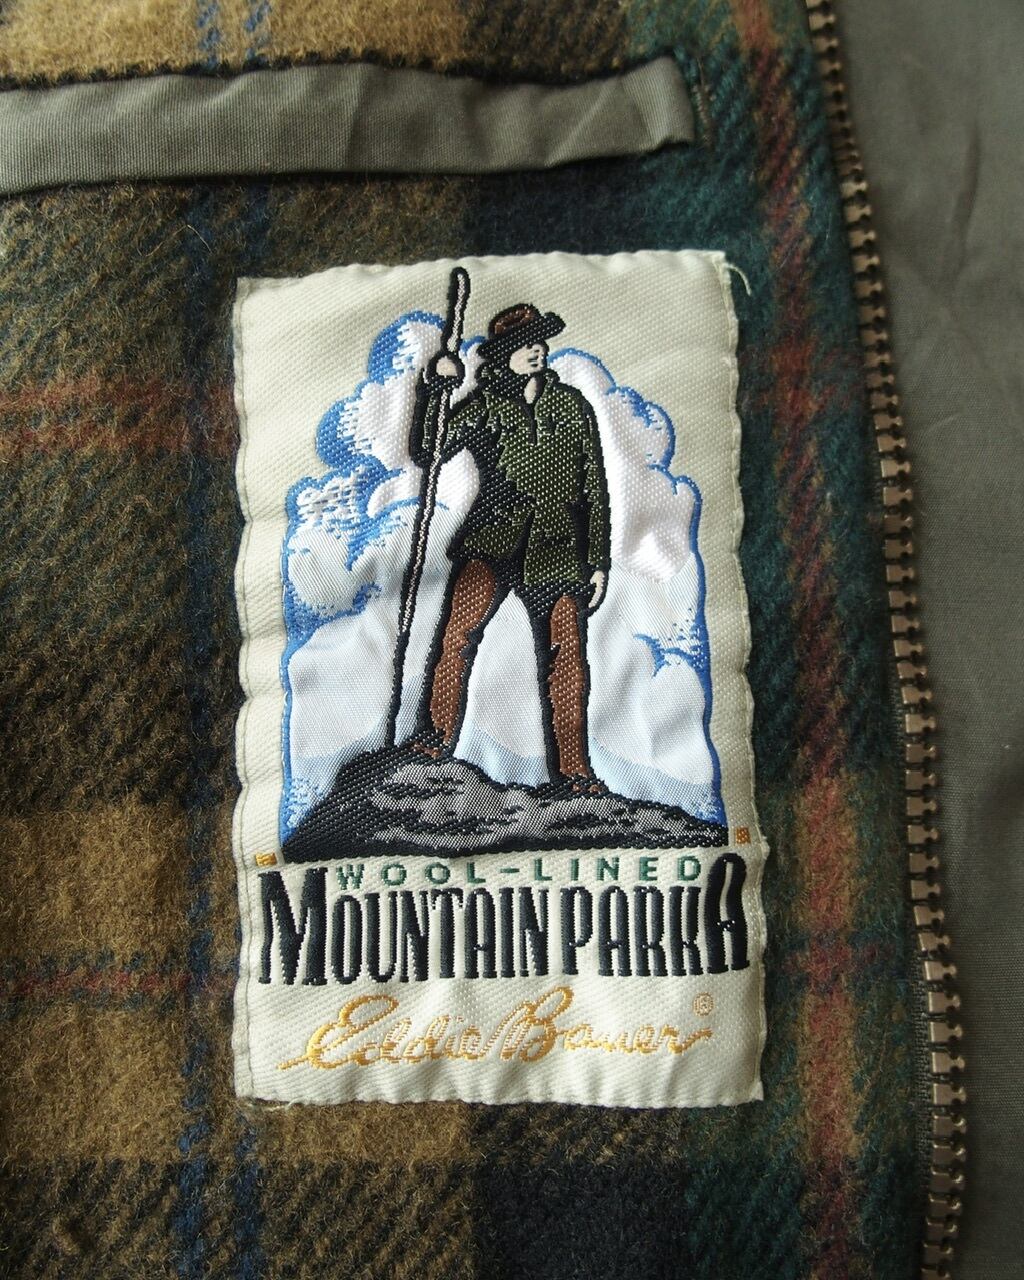 WOOL-LINED
MOUNTAIN PARKA
Eddie Bauer ®